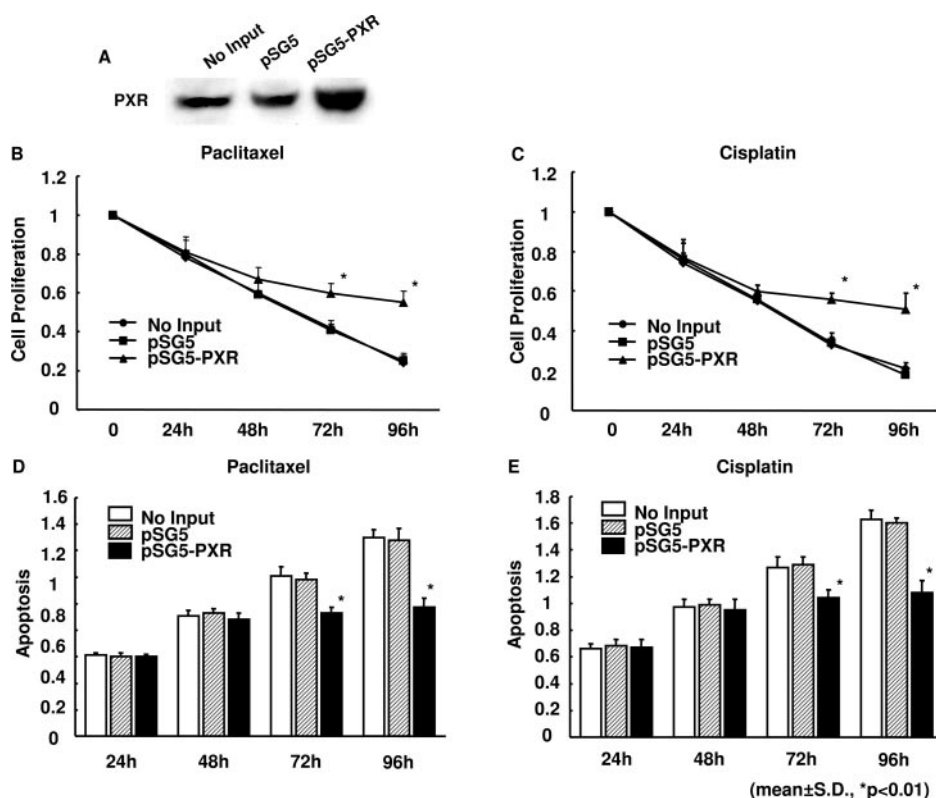 A
No Input
pSG5
pSG5-PXR
PXR
B
Paclitaxel
1.2
1
0.8
0.6
0.4
0.2
0
Cell Proliferation
No Input
pSG5
pSG5-PXR
*
*
0 24h 48h 72h 96h
C
Cisplatin
1.2
1
0.8
0.6
0.4
0.2
0
Cell Proliferation
No Input
pSG5
pSG5-PXR
*
*
0 24h 48h 72h 96h
D
Paclitaxel
1.6
1.4
1.2
1
0.8
0.6
0.4
0.2
0
Apoptosis
No Input
pSG5
pSG5-PXR
*
*
24h 48h 72h 96h
E
Cisplatin
1.8
1.6
1.4
1.2
1
0.8
0.6
0.4
0.2
0
Apoptosis
No Input
pSG5
pSG5-PXR
*
*
24h 48h 72h 96h
(mean±S.D., *p<0.01)